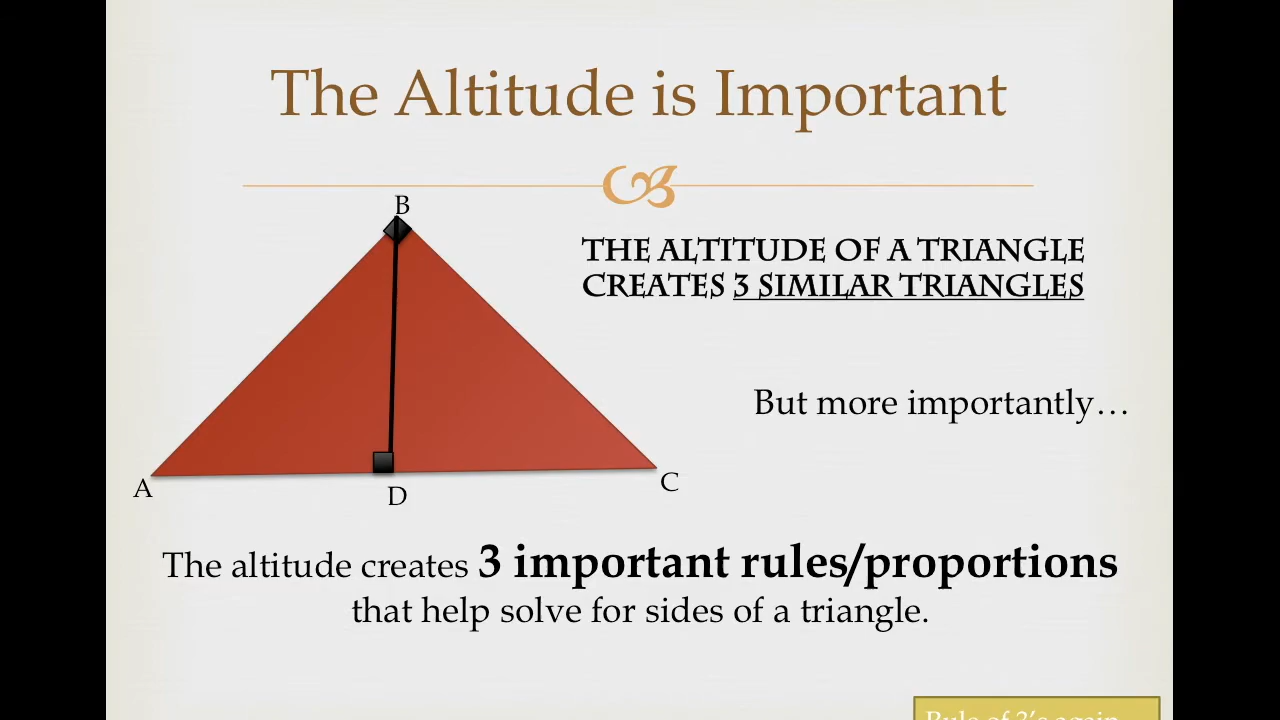 The Altitude is Important
B
THE ALTITUDE OF A TRIANGLE
CREATES 3 SIMILAR TRIANGLES
But more importantly…
A
D
C
The altitude creates 3 important rules/proportions
that help solve for sides of a triangle.
Rule of 3's again